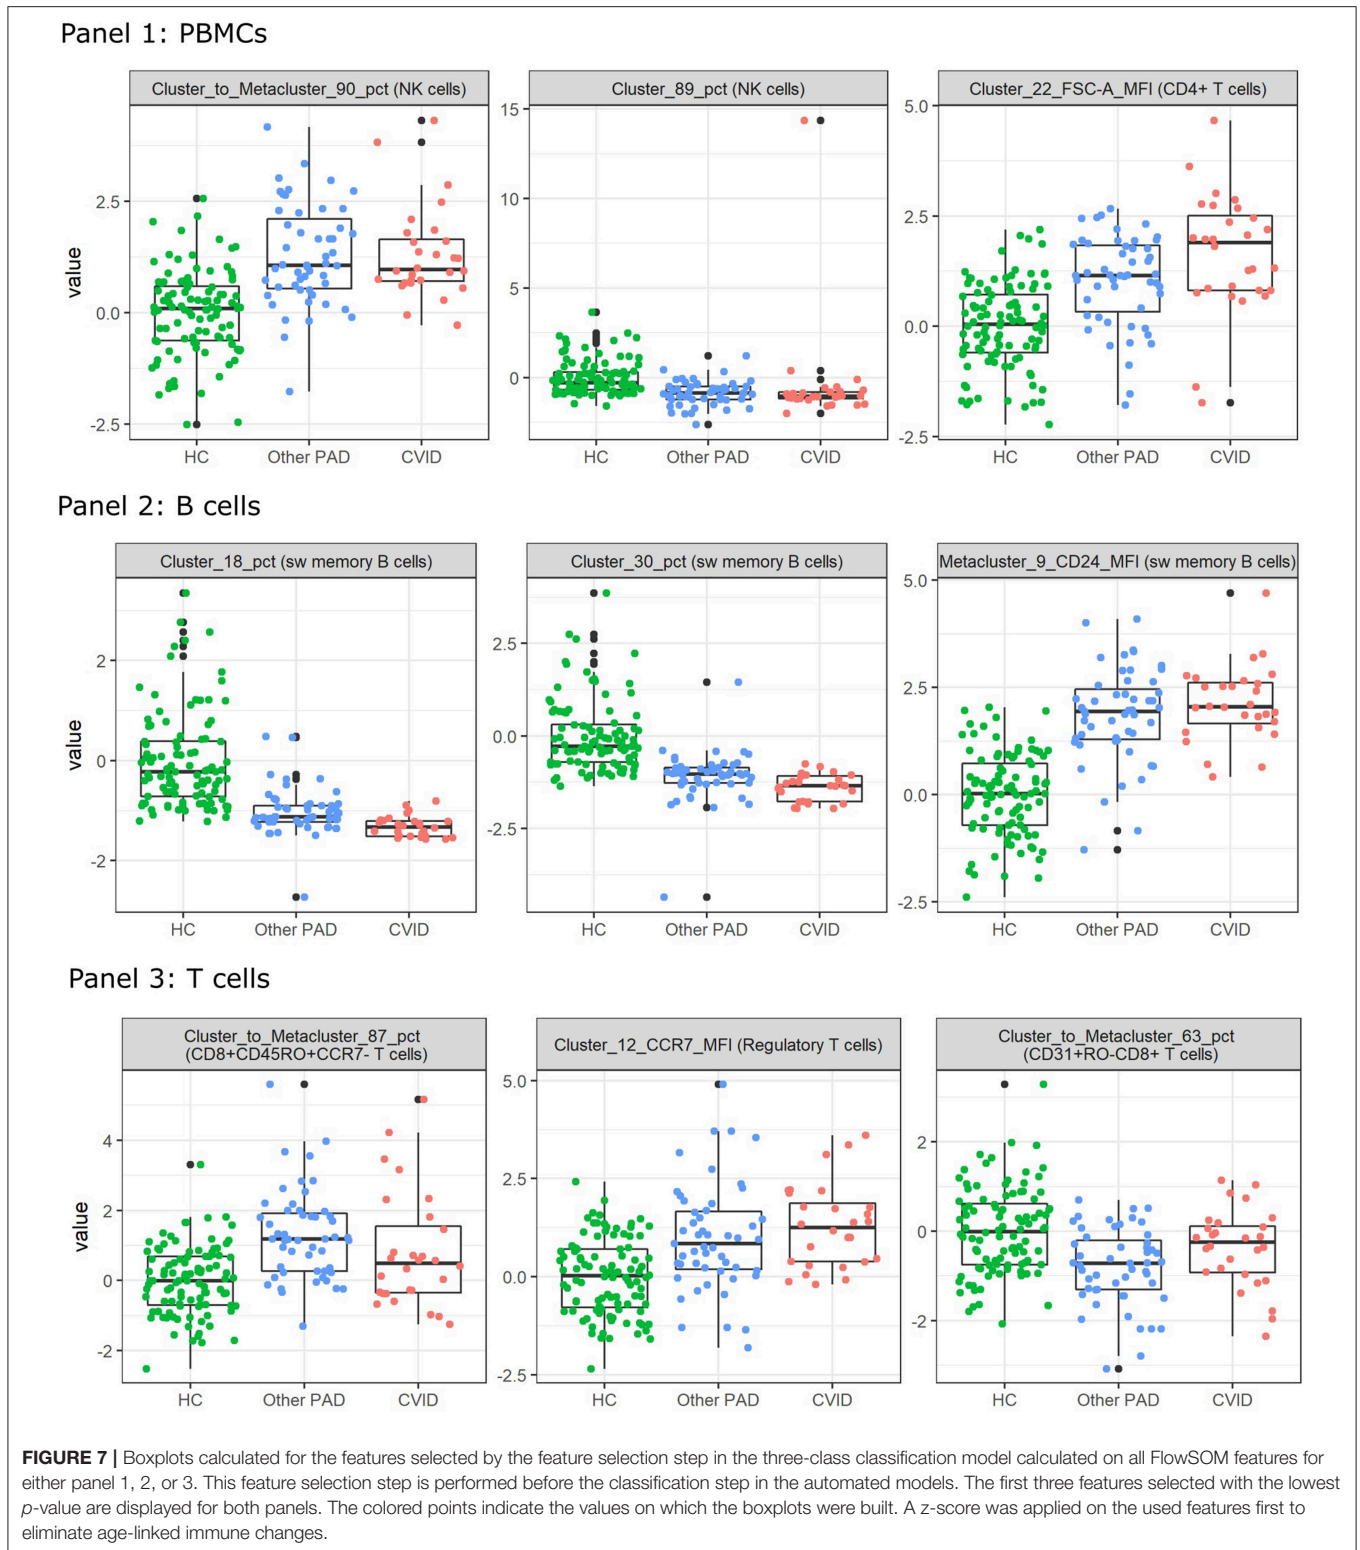 Panel 1: PBMCs
Cluster_to_Metacluster_90_pct (NK cells)
Cluster_89_pct (NK cells)
Cluster_22_FSC-A_MFI (CD4+ T cells)
value
2.5
0.0
-2.5
HC
Other PAD
CVID
15
10
5
0
HC
Other PAD
CVID
5.0
2.5
0.0
-2.5
HC
Other PAD
CVID
Panel 2: B cells
Cluster_18_pct (sw memory B cells)
Cluster_30_pct (sw memory B cells)
Metacluster_9_CD24_MFI (sw memory B cells)
value
2
0
-2
HC
Other PAD
CVID
2.5
0.0
-2.5
HC
Other PAD
CVID
5.0
2.5
0.0
-2.5
HC
Other PAD
CVID
Panel 3: T cells
Cluster_to_Metacluster_87_pct
(CD8+CD45RO+CCR7- T cells)
Cluster_12_CCR7_MFI (Regulatory T cells)
Cluster_to_Metacluster_63_pct
(CD31+RO-CD8+ T cells)
value
4
2
0
-2
HC
Other PAD
CVID
5.0
2.5
0.0
-2.5
HC
Other PAD
CVID
2
0
-2
HC
Other PAD
CVID
FIGURE 7 | Boxplots calculated for the features selected by the feature selection step in the three-class classification model calculated on all FlowSOM features for
either panel 1, 2, or 3. This feature selection step is performed before the classification step in the automated models. The first three features selected with the lowest
p-value are displayed for both panels. The colored points indicate the values on which the boxplots were built. A z-score was applied on the used features first to
eliminate age-linked immune changes.